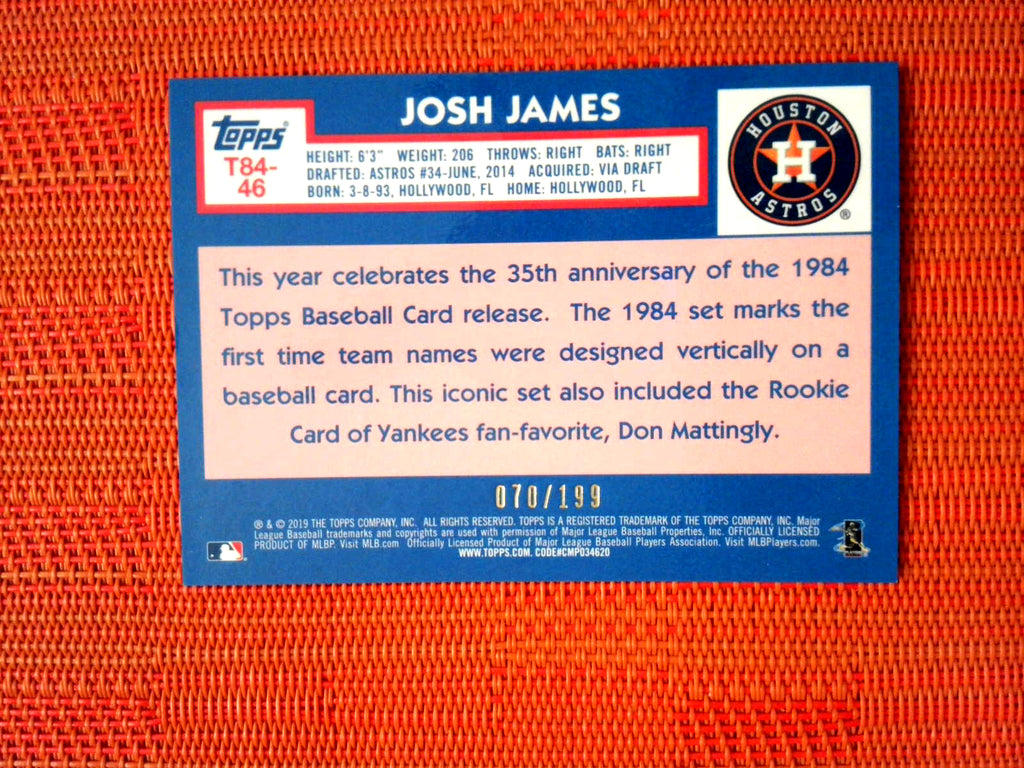 JOSH JAMES
Topps®
T84-
46
HEIGHT: 6'3" WEIGHT: 206 THROWS: RIGHT BATS: RIGHT
DRAFTED: ASTROS #34-JUNE, 2014 ACQUIRED: VIA DRAFT
BORN: 3-8-93, HOLLYWOOD, FL HOME: HOLLYWOOD, FL
HOUSTON
H
ASTROS
®
This year celebrates the 35th anniversary of the 1984
Topps Baseball Card release. The 1984 set marks the
first time team names were designed vertically on a
baseball card. This iconic set also included the Rookie
Card of Yankees fan-favorite, Don Mattingly.
070/199
® & © 2019 THE TOPPS COMPANY, INC. ALL RIGHTS RESERVED. TOPPS IS A REGISTERED TRADEMARK OF THE TOPPS COMPANY, INC. Major
League Baseball trademarks and copyrights are used with permission of Major League Baseball Properties, Inc. OFFICIALLY LICENSED
PRODUCT OF MLBP. Visit MLB.com Officially Licensed Product of Major League Baseball Players Association. Visit MLBPlayers.com.
WWW.TOPPS.COM. CODE#CMP034620